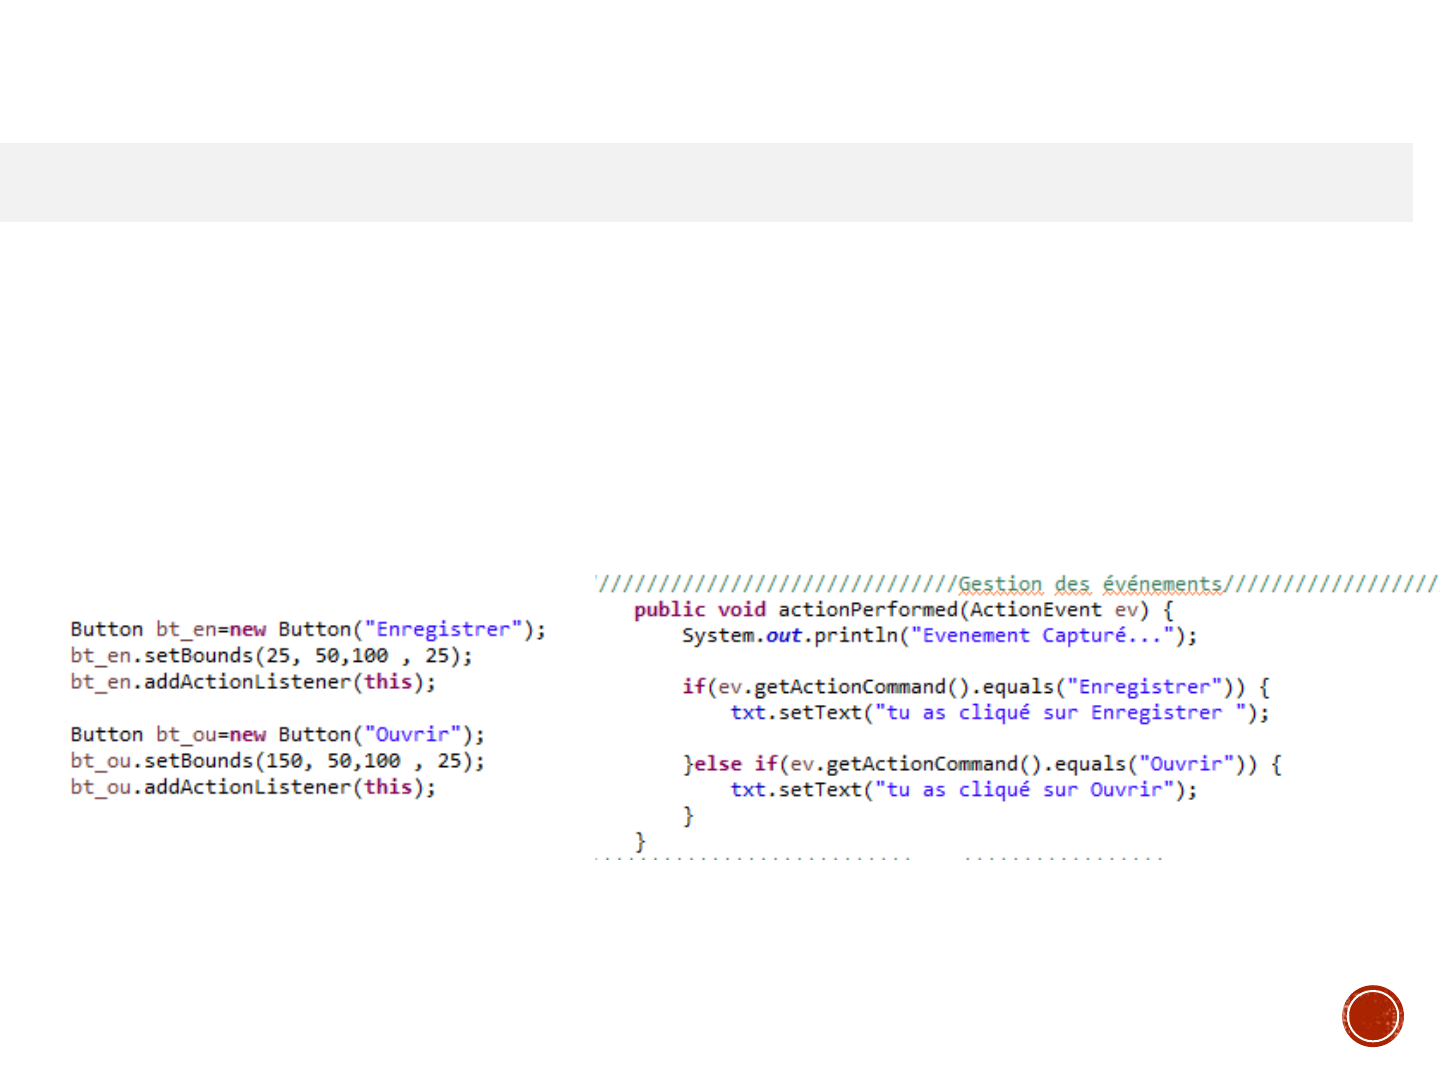 Button bt_en=new Button("Enregistrer");
bt_en.setBounds(25, 50,100 , 25);
bt_en.addActionListener(this);
Button bt_ou=new Button("Ouvrir");
bt_ou.setBounds(150, 50,100 , 25);
bt_ou.addActionListener(this);
//////////////////////////////Gestion des événements//////////////////
public void actionPerformed(ActionEvent ev) {
System.out.println("Evenement Capturé...");
if(ev.getActionCommand().equals("Enregistrer")) {
txt.setText("tu as cliqué sur Enregistrer ");
}else if(ev.getActionCommand().equals("Ouvrir")) {
txt.setText("tu as cliqué sur Ouvrir");
}
}